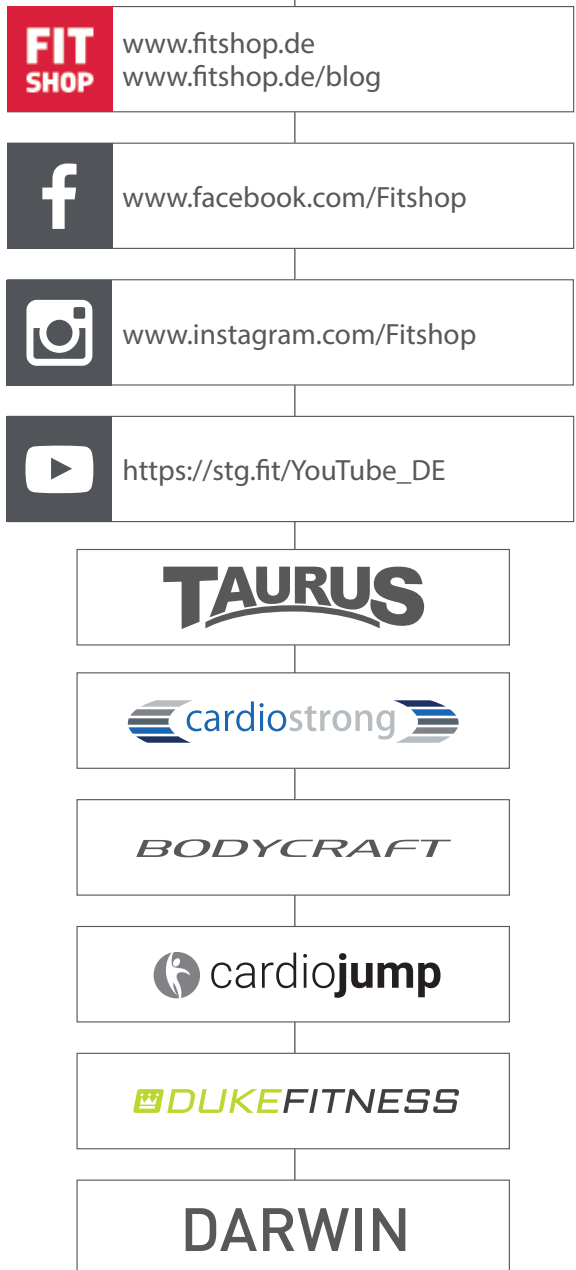 FIT
SHOP
www.fitshop.de
www.fitshop.de/blog
www.facebook.com/Fitshop
www.instagram.com/Fitshop
https://stg.fit/YouTube_DE
TAURUS
cardiostrong
BODYCRAFT
cardiojump
DUKEFITNESS
DARWIN